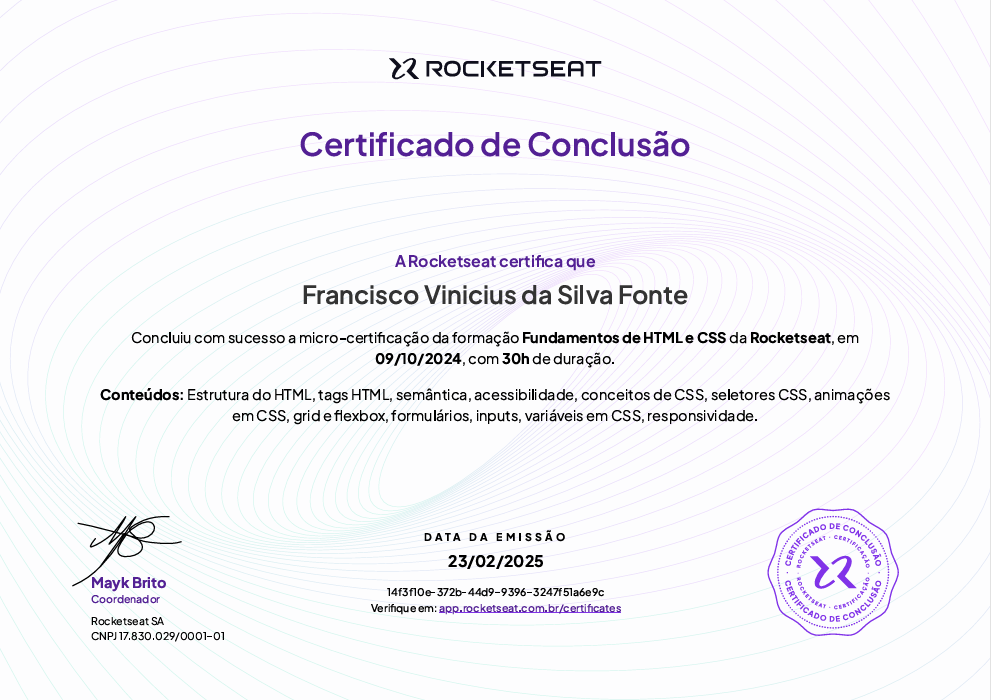 ROCKETSEAT
Certificado de Conclusão
A Rocketseat certifica que
Francisco Vinicius da Silva Fonte
Concluiu com sucesso a micro-certificação da formação Fundamentos de HTML e CSS da Rocketseat, em
09/10/2024, com 30h de duração.
Conteúdos: Estrutura do HTML, tags HTML, semântica, acessibilidade, conceitos de CSS, seletores CSS, animações
em CSS, grid e flexbox, formulários, inputs, variáveis em CSS, responsividade.
Mayk Brito
Coordenador
Rocketseat SA
CNPJ 17.830.029/0001-01
DATA DA EMISSÃO
23/02/2025
14f3f10e-372b-44d9-9396-3247f51a6e9c
Verifique em: app.rocketseat.com.br/certificates
CERTIFICADO DE CONCLUSÃO
ROCKETSEAT · CERTIFICAÇÃO
ROCKETSEAT · CERTIFICAÇÃO
CERTIFICADO DE CONCLUSÃO